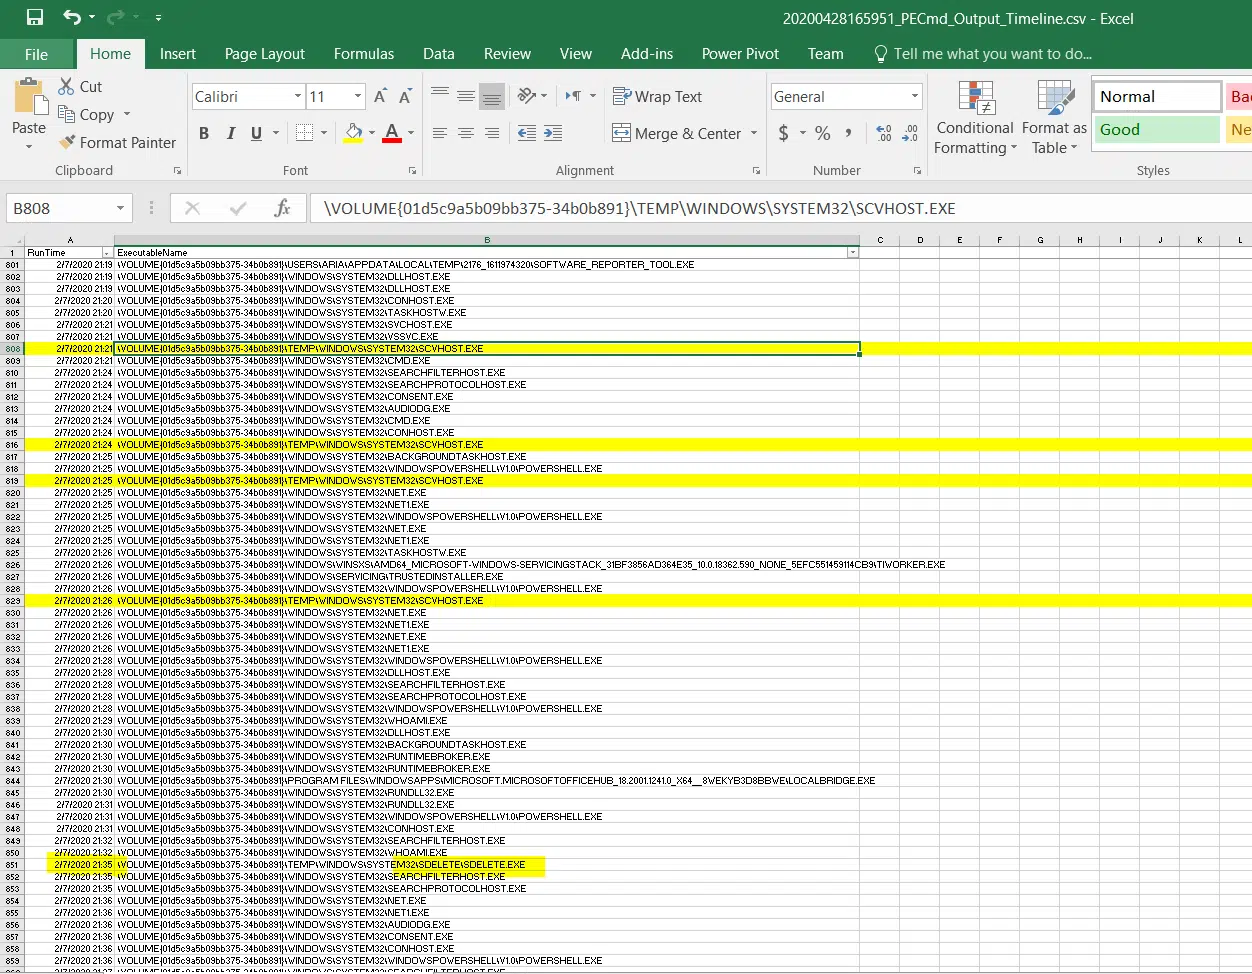 20200428165951_PECmd_Output_Timeline.csv - Excel
File Home Insert Page Layout Formulas Data Review View Add-ins Power Pivot Team Tell me what you want to do...
Paste Cut Copy Format Painter
Calibri 11
B I U A A A
Wrap Text
Merge & Center
General
$ % ,
Conditional Formatting Format as Table
Normal Ba
Good Ne
Clipboard Font Alignment Number Styles
B808 fx \VOLUME{01d5c9a5b09bb375-34b0b891}\TEMP\WINDOWS\SYSTEM32\SCVHOST.EXE
A B C D E F G H I J K L
1 RunTime ExecutableName
801 2/7/2020 21:19 \VOLUME{01d5c9a5b09bb375-34b0b891}\USERS\ARIA\APPDATA\LOCAL\TEMP\2176_1611974320\SOFTWARE_REPORTER_TOOL.EXE
802 2/7/2020 21:19 \VOLUME{01d5c9a5b09bb375-34b0b891}\WINDOWS\SYSTEM32\DLLHOST.EXE
803 2/7/2020 21:19 \VOLUME{01d5c9a5b09bb375-34b0b891}\WINDOWS\SYSTEM32\DLLHOST.EXE
804 2/7/2020 21:20 \VOLUME{01d5c9a5b09bb375-34b0b891}\WINDOWS\SYSTEM32\CONHOST.EXE
805 2/7/2020 21:20 \VOLUME{01d5c9a5b09bb375-34b0b891}\WINDOWS\SYSTEM32\TASKHOSTW.EXE
806 2/7/2020 21:21 \VOLUME{01d5c9a5b09bb375-34b0b891}\WINDOWS\SYSTEM32\SVCHOST.EXE
807 2/7/2020 21:21 \VOLUME{01d5c9a5b09bb375-34b0b891}\WINDOWS\SYSTEM32\VSSVC.EXE
808 2/7/2020 21:21 \VOLUME{01d5c9a5b09bb375-34b0b891}\TEMP\WINDOWS\SYSTEM32\SCVHOST.EXE
809 2/7/2020 21:21 \VOLUME{01d5c9a5b09bb375-34b0b891}\WINDOWS\SYSTEM32\CMD.EXE
810 2/7/2020 21:24 \VOLUME{01d5c9a5b09bb375-34b0b891}\WINDOWS\SYSTEM32\SEARCHFILTERHOST.EXE
811 2/7/2020 21:24 \VOLUME{01d5c9a5b09bb375-34b0b891}\WINDOWS\SYSTEM32\SEARCHPROTOCOLHOST.EXE
812 2/7/2020 21:24 \VOLUME{01d5c9a5b09bb375-34b0b891}\WINDOWS\SYSTEM32\CONSENT.EXE
813 2/7/2020 21:24 \VOLUME{01d5c9a5b09bb375-34b0b891}\WINDOWS\SYSTEM32\AUDIODG.EXE
814 2/7/2020 21:24 \VOLUME{01d5c9a5b09bb375-34b0b891}\WINDOWS\SYSTEM32\CMD.EXE
815 2/7/2020 21:24 \VOLUME{01d5c9a5b09bb375-34b0b891}\WINDOWS\SYSTEM32\CONHOST.EXE
816 2/7/2020 21:24 \VOLUME{01d5c9a5b09bb375-34b0b891}\TEMP\WINDOWS\SYSTEM32\SCVHOST.EXE
817 2/7/2020 21:25 \VOLUME{01d5c9a5b09bb375-34b0b891}\WINDOWS\SYSTEM32\BACKGROUNDTASKHOST.EXE
818 2/7/2020 21:25 \VOLUME{01d5c9a5b09bb375-34b0b891}\WINDOWS\SYSTEM32\WINDOWSPOWERSHELL\V1.0\POWERSHELL.EXE
819 2/7/2020 21:25 \VOLUME{01d5c9a5b09bb375-34b0b891}\TEMP\WINDOWS\SYSTEM32\SCVHOST.EXE
820 2/7/2020 21:25 \VOLUME{01d5c9a5b09bb375-34b0b891}\WINDOWS\SYSTEM32\NET.EXE
821 2/7/2020 21:25 \VOLUME{01d5c9a5b09bb375-34b0b891}\WINDOWS\SYSTEM32\NET1.EXE
822 2/7/2020 21:25 \VOLUME{01d5c9a5b09bb375-34b0b891}\WINDOWS\SYSTEM32\WINDOWSPOWERSHELL\V1.0\POWERSHELL.EXE
823 2/7/2020 21:25 \VOLUME{01d5c9a5b09bb375-34b0b891}\WINDOWS\SYSTEM32\NET.EXE
824 2/7/2020 21:25 \VOLUME{01d5c9a5b09bb375-34b0b891}\WINDOWS\SYSTEM32\NET1.EXE
825 2/7/2020 21:26 \VOLUME{01d5c9a5b09bb375-34b0b891}\WINDOWS\SYSTEM32\TASKHOSTW.EXE
826 2/7/2020 21:26 \VOLUME{01d5c9a5b09bb375-34b0b891}\WINDOWS\WINSXS\AMD64_MICROSOFT-WINDOWS-SERVICINGSTACK_31BF3856AD364E35_10.0.18362.590_NONE_5EFC551459114CB9\TIWORKER.EXE
827 2/7/2020 21:26 \VOLUME{01d5c9a5b09bb375-34b0b891}\WINDOWS\SERVICING\TRUSTEDINSTALLER.EXE
828 2/7/2020 21:26 \VOLUME{01d5c9a5b09bb375-34b0b891}\WINDOWS\SYSTEM32\WINDOWSPOWERSHELL\V1.0\POWERSHELL.EXE
829 2/7/2020 21:26 \VOLUME{01d5c9a5b09bb375-34b0b891}\TEMP\WINDOWS\SYSTEM32\SCVHOST.EXE
830 2/7/2020 21:26 \VOLUME{01d5c9a5b09bb375-34b0b891}\WINDOWS\SYSTEM32\NET.EXE
831 2/7/2020 21:26 \VOLUME{01d5c9a5b09bb375-34b0b891}\WINDOWS\SYSTEM32\NET1.EXE
832 2/7/2020 21:26 \VOLUME{01d5c9a5b09bb375-34b0b891}\WINDOWS\SYSTEM32\NET.EXE
833 2/7/2020 21:26 \VOLUME{01d5c9a5b09bb375-34b0b891}\WINDOWS\SYSTEM32\NET1.EXE
834 2/7/2020 21:28 \VOLUME{01d5c9a5b09bb375-34b0b891}\WINDOWS\SYSTEM32\WINDOWSPOWERSHELL\V1.0\POWERSHELL.EXE
835 2/7/2020 21:28 \VOLUME{01d5c9a5b09bb375-34b0b891}\WINDOWS\SYSTEM32\DLLHOST.EXE
836 2/7/2020 21:28 \VOLUME{01d5c9a5b09bb375-34b0b891}\WINDOWS\SYSTEM32\SEARCHFILTERHOST.EXE
837 2/7/2020 21:28 \VOLUME{01d5c9a5b09bb375-34b0b891}\WINDOWS\SYSTEM32\SEARCHPROTOCOLHOST.EXE
838 2/7/2020 21:28 \VOLUME{01d5c9a5b09bb375-34b0b891}\WINDOWS\SYSTEM32\WINDOWSPOWERSHELL\V1.0\POWERSHELL.EXE
839 2/7/2020 21:29 \VOLUME{01d5c9a5b09bb375-34b0b891}\WINDOWS\SYSTEM32\WHOAMI.EXE
840 2/7/2020 21:30 \VOLUME{01d5c9a5b09bb375-34b0b891}\WINDOWS\SYSTEM32\DLLHOST.EXE
841 2/7/2020 21:30 \VOLUME{01d5c9a5b09bb375-34b0b891}\WINDOWS\SYSTEM32\BACKGROUNDTASKHOST.EXE
842 2/7/2020 21:30 \VOLUME{01d5c9a5b09bb375-34b0b891}\WINDOWS\SYSTEM32\RUNTIMEBROKER.EXE
843 2/7/2020 21:30 \VOLUME{01d5c9a5b09bb375-34b0b891}\WINDOWS\SYSTEM32\RUNTIMEBROKER.EXE
844 2/7/2020 21:30 \VOLUME{01d5c9a5b09bb375-34b0b891}\PROGRAM FILES\WINDOWSAPPS\MICROSOFT.MICROSOFTOFFICEHUB_18.2001.1241.0_X64__8WEKYB3D8BBWE\LOCALBRIDGE.EXE
845 2/7/2020 21:30 \VOLUME{01d5c9a5b09bb375-34b0b891}\WINDOWS\SYSTEM32\RUNDLL32.EXE
846 2/7/2020 21:31 \VOLUME{01d5c9a5b09bb375-34b0b891}\WINDOWS\SYSTEM32\RUNDLL32.EXE
847 2/7/2020 21:31 \VOLUME{01d5c9a5b09bb375-34b0b891}\WINDOWS\SYSTEM32\WINDOWSPOWERSHELL\V1.0\POWERSHELL.EXE
848 2/7/2020 21:31 \VOLUME{01d5c9a5b09bb375-34b0b891}\WINDOWS\SYSTEM32\CONHOST.EXE
849 2/7/2020 21:32 \VOLUME{01d5c9a5b09bb375-34b0b891}\WINDOWS\SYSTEM32\SEARCHFILTERHOST.EXE
850 2/7/2020 21:32 \VOLUME{01d5c9a5b09bb375-34b0b891}\WINDOWS\SYSTEM32\WHOAMI.EXE
851 2/7/2020 21:35 \VOLUME{01d5c9a5b09bb375-34b0b891}\TEMP\WINDOWS\SYSTEM32\SDELETE\SDELETE.EXE
852 2/7/2020 21:35 \VOLUME{01d5c9a5b09bb375-34b0b891}\WINDOWS\SYSTEM32\SEARCHFILTERHOST.EXE
853 2/7/2020 21:35 \VOLUME{01d5c9a5b09bb375-34b0b891}\WINDOWS\SYSTEM32\SEARCHPROTOCOLHOST.EXE
854 2/7/2020 21:36 \VOLUME{01d5c9a5b09bb375-34b0b891}\WINDOWS\SYSTEM32\NET.EXE
855 2/7/2020 21:36 \VOLUME{01d5c9a5b09bb375-34b0b891}\WINDOWS\SYSTEM32\NET1.EXE
856 2/7/2020 21:36 \VOLUME{01d5c9a5b09bb375-34b0b891}\WINDOWS\SYSTEM32\AUDIODG.EXE
857 2/7/2020 21:36 \VOLUME{01d5c9a5b09bb375-34b0b891}\WINDOWS\SYSTEM32\CONSENT.EXE
858 2/7/2020 21:36 \VOLUME{01d5c9a5b09bb375-34b0b891}\WINDOWS\SYSTEM32\CONHOST.EXE
859 2/7/2020 21:36 \VOLUME{01d5c9a5b09bb375-34b0b891}\WINDOWS\SYSTEM32\WINDOWSPOWERSHELL\V1.0\POWERSHELL.EXE